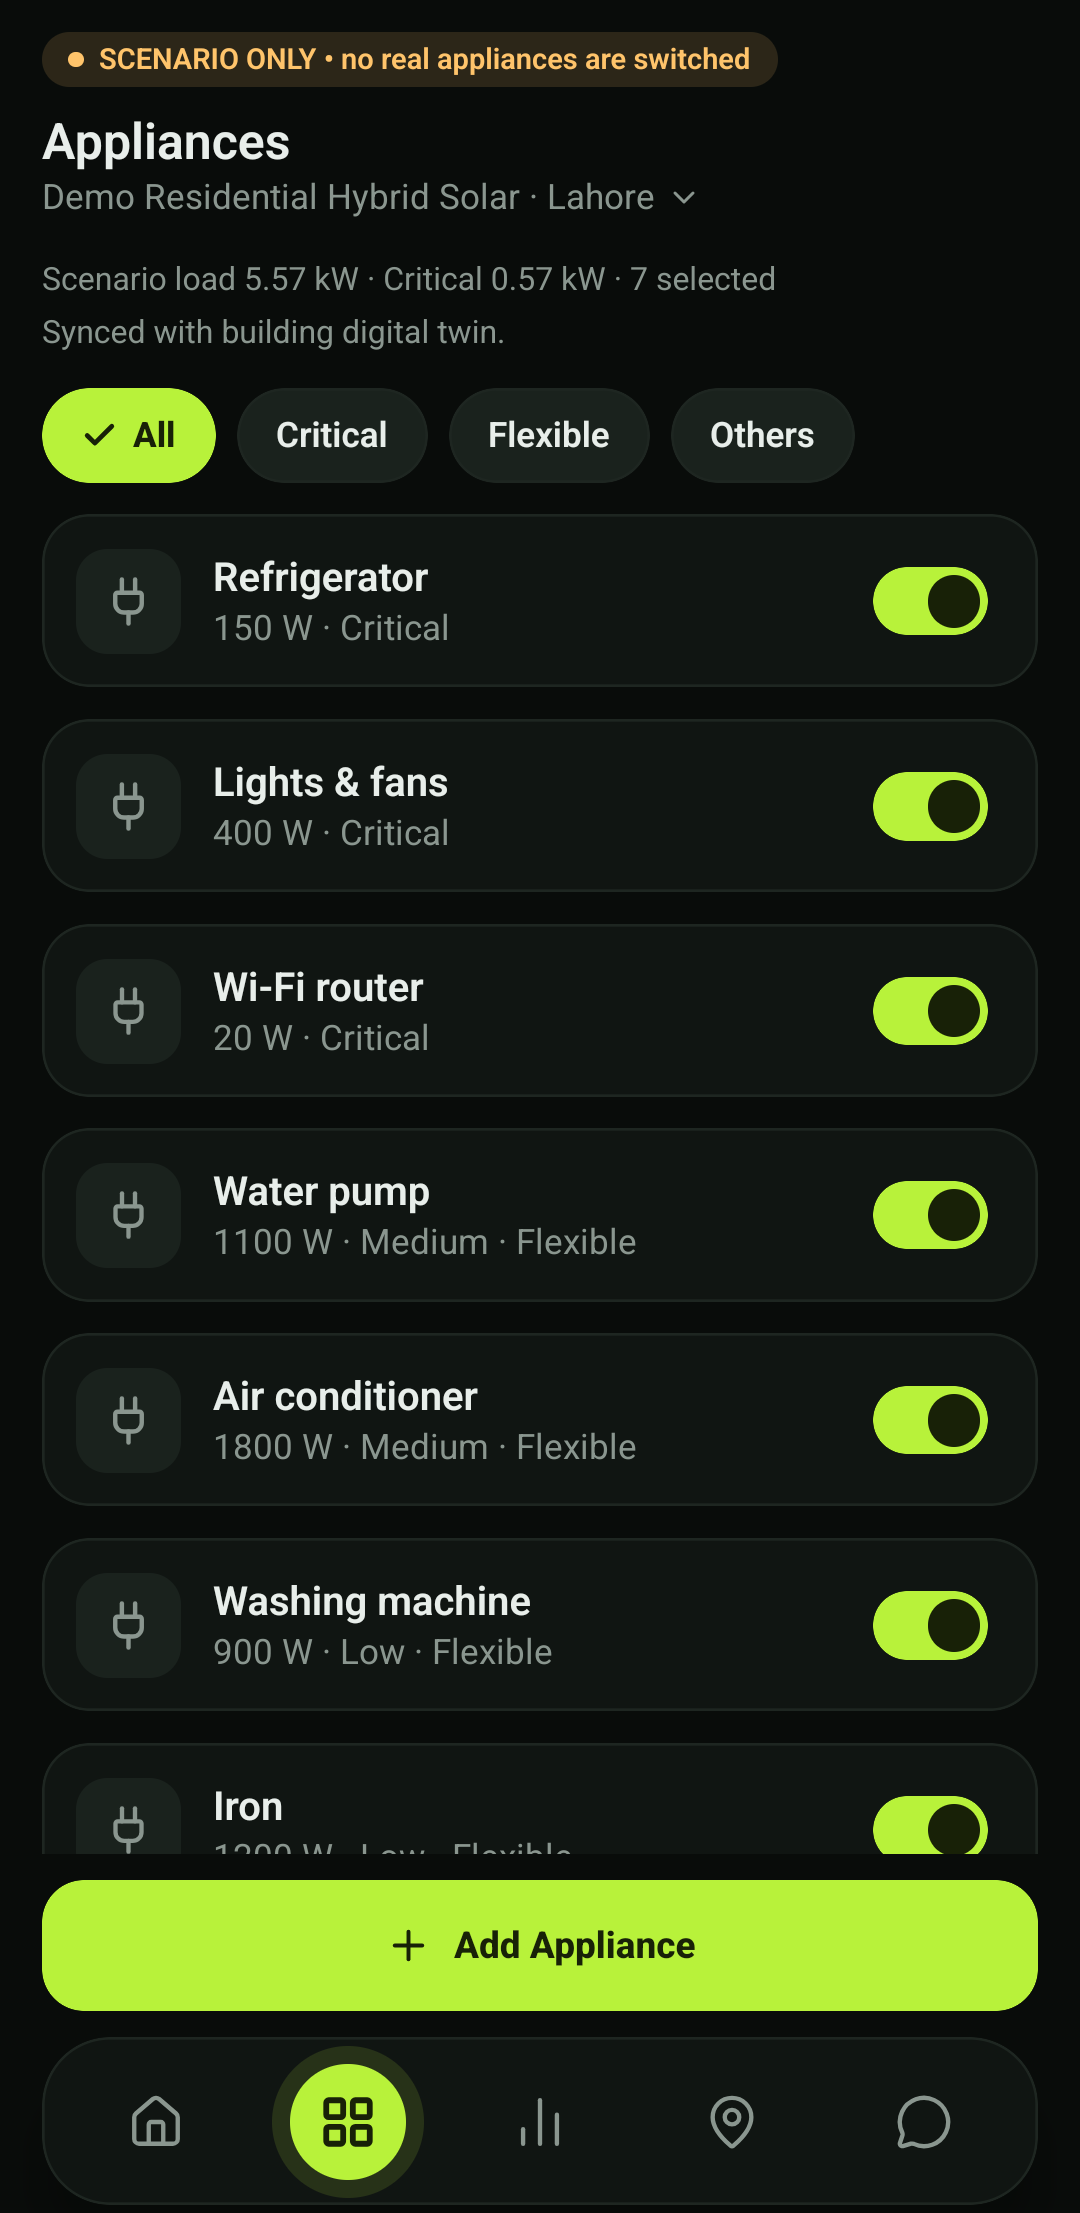 SCENARIO ONLY • no real appliances are switched
Appliances
Demo Residential Hybrid Solar · Lahore
Scenario load 5.57 kW · Critical 0.57 kW · 7 selected
Synced with building digital twin.
All
Critical
Flexible
Others
Refrigerator
150 W · Critical
Lights & fans
400 W · Critical
Wi-Fi router
20 W · Critical
Water pump
1100 W · Medium · Flexible
Air conditioner
1800 W · Medium · Flexible
Washing machine
900 W · Low · Flexible
Iron
W · Low · Flexible
Add Appliance